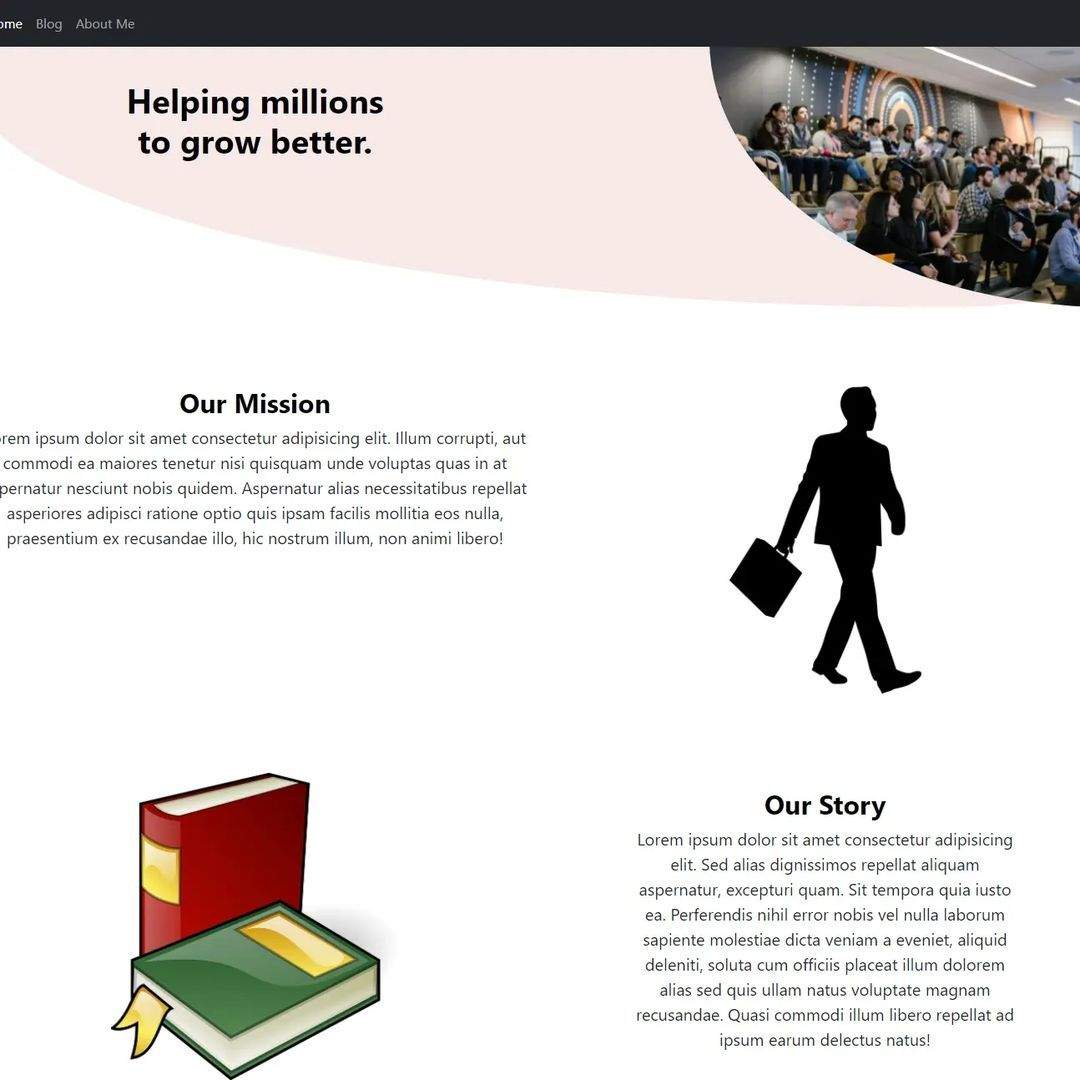 ome Blog About Me
Helping millions
to grow better.
Our Mission
orem ipsum dolor sit amet consectetur adipisicing elit. Illum corrupti, aut
commodi ea maiores tenetur nisi quisquam unde voluptas quas in at
pernatur nesciunt nobis quidem. Aspernatur alias necessitatibus repellat
asperiores adipisci ratione optio quis ipsam facilis mollitia eos nulla,
praesentium ex recusandae illo, hic nostrum illum, non animi libero!
Our Story
Lorem ipsum dolor sit amet consectetur adipisicing
elit. Sed alias dignissimos repellat aliquam
aspernatur, excepturi quam. Sit tempora quia iusto
ea. Perferendis nihil error nobis vel nulla laborum
sapiente molestiae dicta veniam a eveniet, aliquid
deleniti, soluta cum officiis placeat illum dolorem
alias sed quis ullam natus voluptate magnam
recusandae. Quasi commodi illum libero repellat ad
ipsum earum delectus natus!